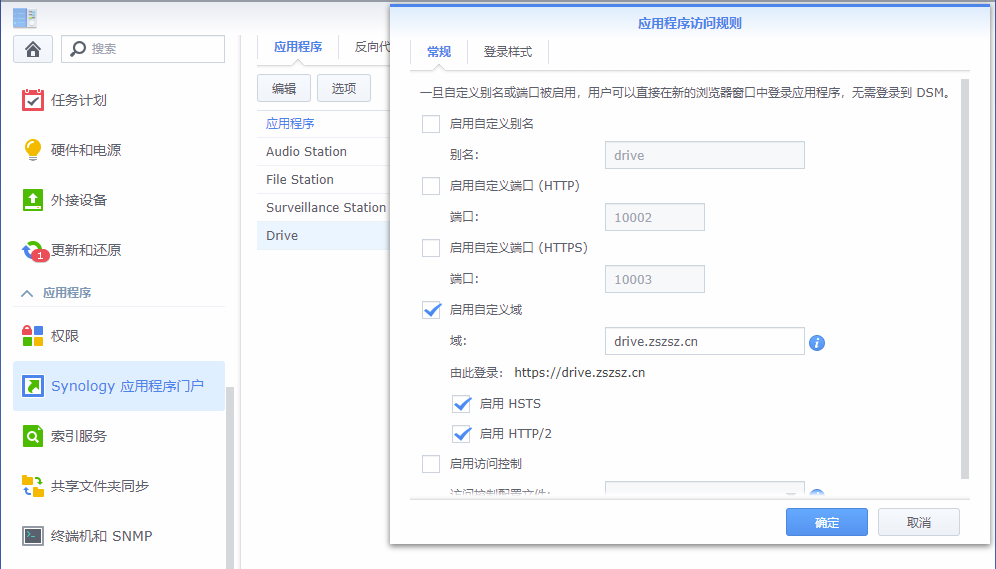 搜索
任务计划
硬件和电源
外接设备
1
更新和还原
应用程序
权限
Synology 应用程序门户
索引服务
共享文件夹同步
终端机和 SNMP
应用程序
反向代
编辑
选项
应用程序
Audio Station
File Station
Surveillance Station
Drive
应用程序访问规则
常规
登录样式
一旦自定义别名或端口被启用，用户可以直接在新的浏览器窗口中登录应用程序，无需登录到 DSM。
启用自定义别名
别名:
drive
启用自定义端口 (HTTP)
端口:
10002
启用自定义端口 (HTTPS)
端口:
10003
启用自定义域
域:
drive.zszsz.cn
由此登录: https://drive.zszsz.cn
启用 HSTS
启用 HTTP/2
启用访问控制
访问控制配置文件:
确定
取消